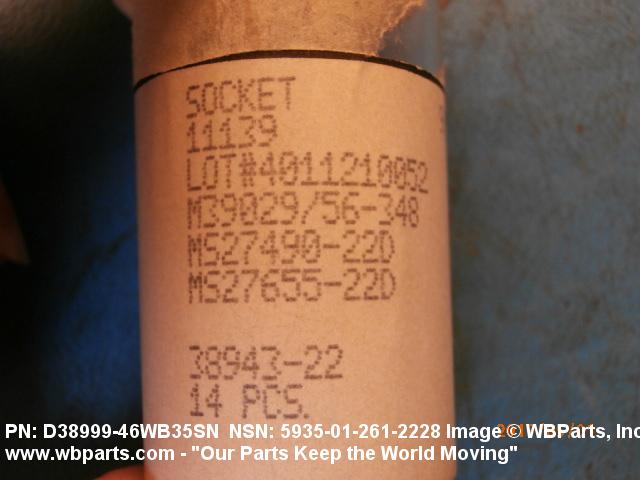 SOCKET
11139
LOT#4011210052
M39029/56-348
MS27490-22D
MS27655-22D
38943-22
14 PCS.
PN: D38999-46WB35SN NSN: 5935-01-261-2228 Image © WBParts, Inc
www.wbparts.com - "Our Parts Keep the World Moving"